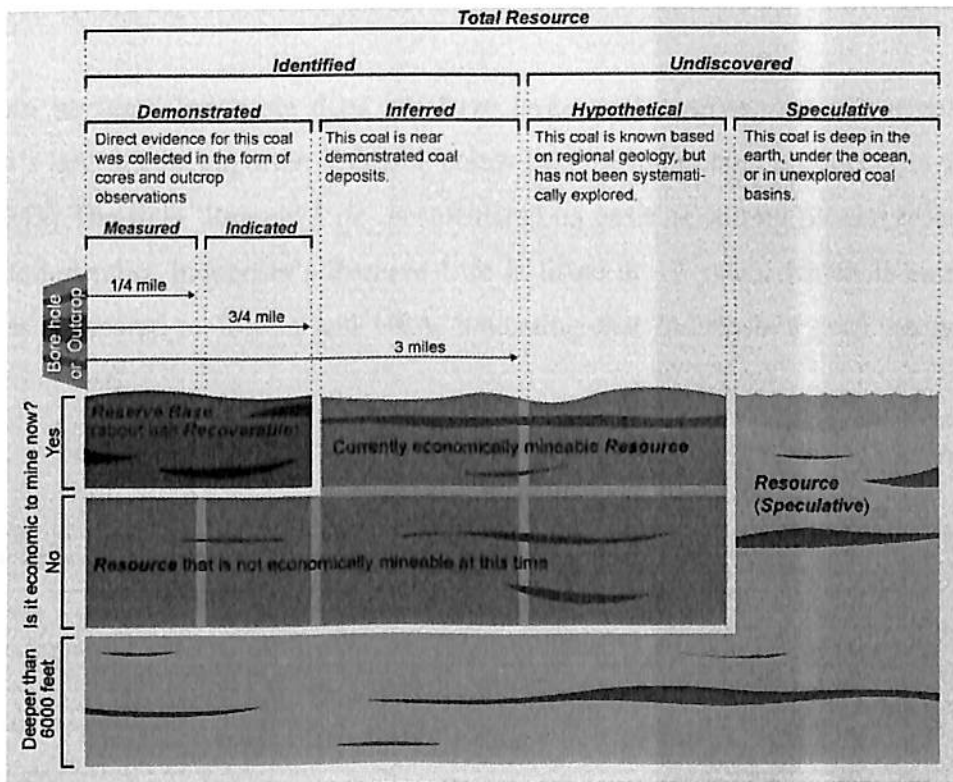 Total Resource
Identified
Undiscovered
Demonstrated
Direct evidence for this coal
was collected in the form of
cores and outcrop
observations
Inferred
This coal is near
demonstrated coal
deposits.
Hypothetical
This coal is known based
on regional geology, but
has not been systemati-
cally explored.
Speculative
This coal is deep in the
earth, under the ocean,
or in unexplored coal
basins.
Measured
Indicated
Bore hole
or Outcrop
1/4 mile
3/4 mile
3 miles
Is it economic to mine now?
Yes
No
Deeper than
6000 feet
Reserve Base
(about half Recoverable)
Currently economically mineable Resource
Resource
(Speculative)
Resource that is not economically mineable at this time